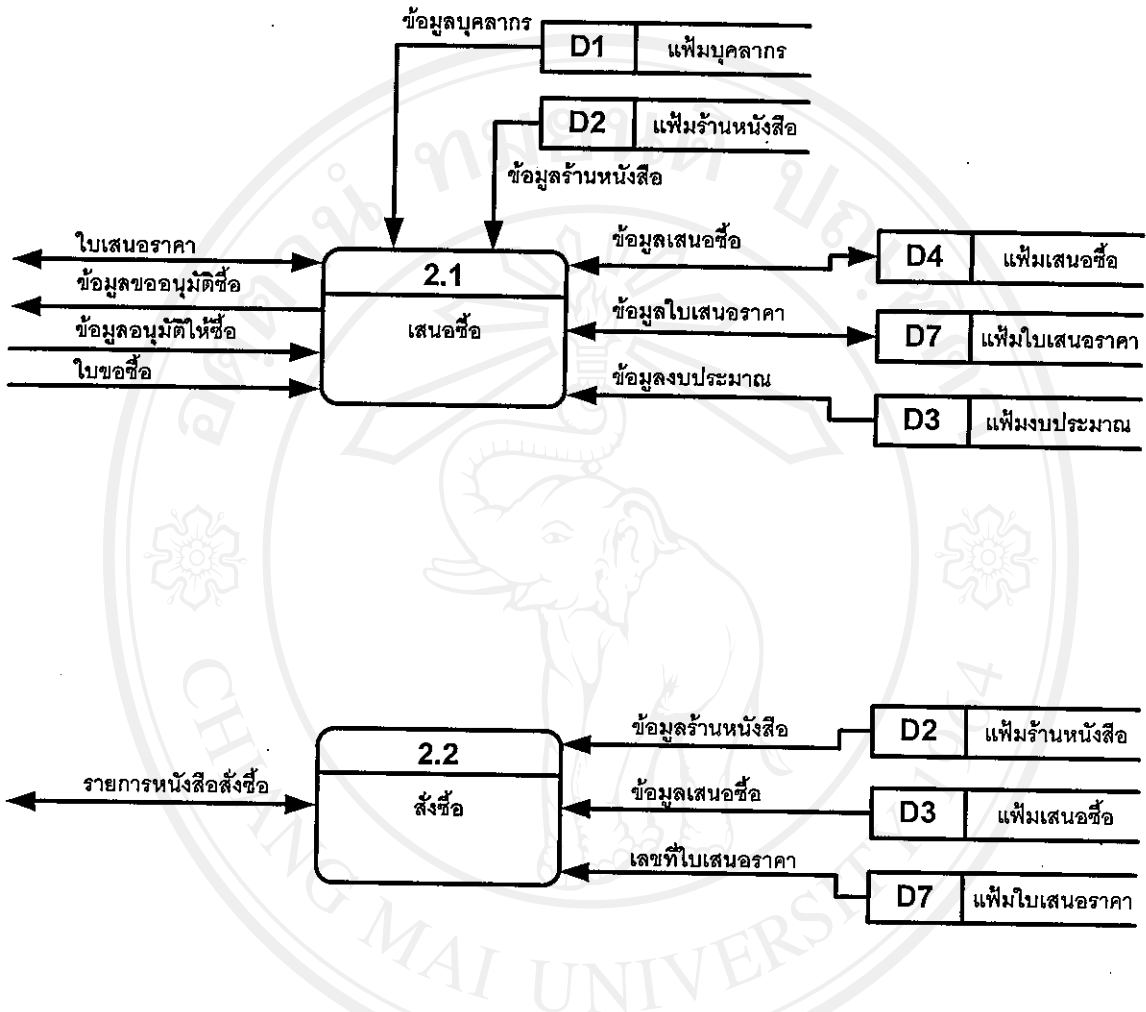 ข้อมูลบุคลากร
D1 แฟ้มบุคลากร
D2 แฟ้มร้านหนังสือ
ข้อมูลร้านหนังสือ
ใบเสนอราคา
ข้อมูลขออนุมัติซื้อ
ข้อมูลอนุมัติให้ซื้อ
ใบขอซื้อ
2.1
เสนอซื้อ
ข้อมูลเสนอซื้อ
D4 แฟ้มเสนอซื้อ
ข้อมูลใบเสนอราคา
D7 แฟ้มใบเสนอราคา
ข้อมูลงบประมาณ
D3 แฟ้มงบประมาณ
รายการหนังสือสั่งซื้อ
2.2
สั่งซื้อ
ข้อมูลร้านหนังสือ
D2 แฟ้มร้านหนังสือ
ข้อมูลเสนอซื้อ
D3 แฟ้มเสนอซื้อ
เลขที่ใบเสนอราคา
D7 แฟ้มใบเสนอราคา
CHIANG MAI UNIVERSITY 1964